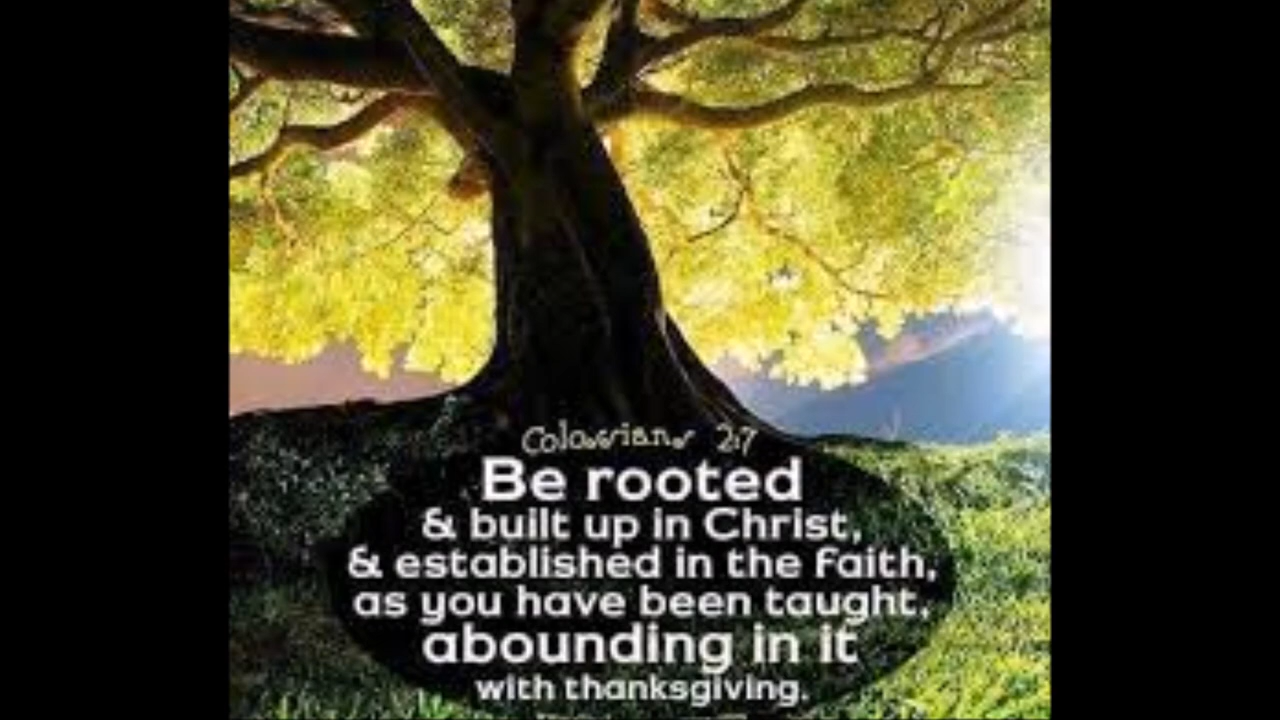 Colossians 2:7
Be rooted
& built up in Christ,
& established in the faith,
as you have been taught,
abounding in it
with thanksgiving.